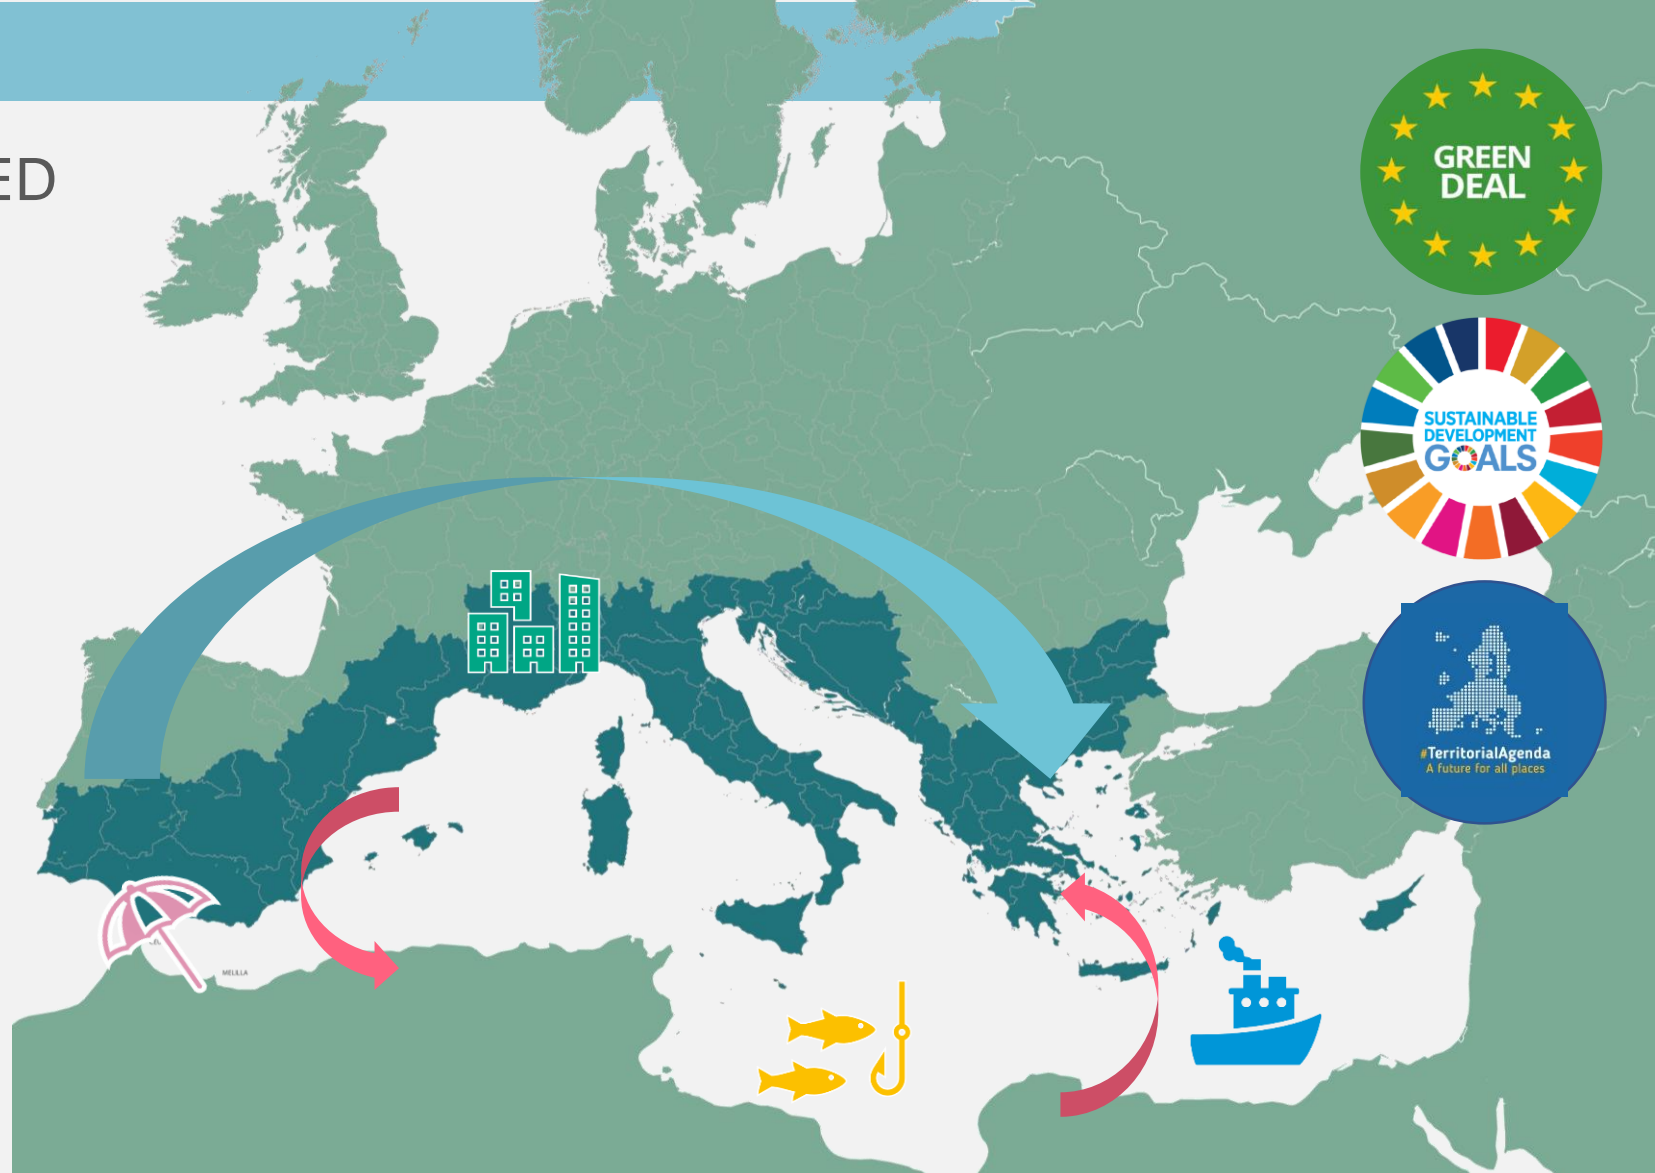 ED
GREEN
DEAL
SUSTAINABLE
DEVELOPMENT
GOALS
#TerritorialAgenda
A future for all places
MELILLA